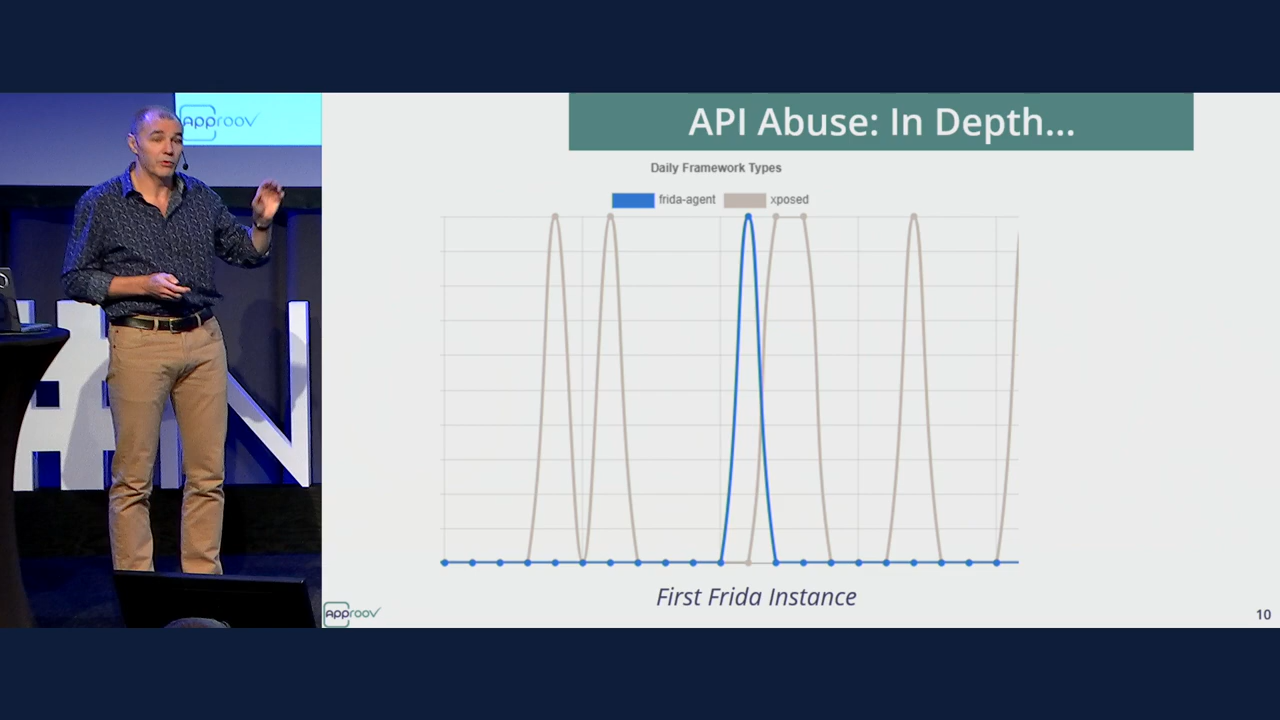 approov
API Abuse: In Depth...
Daily Framework Types
frida-agent
xposed
First Frida Instance
approov
10